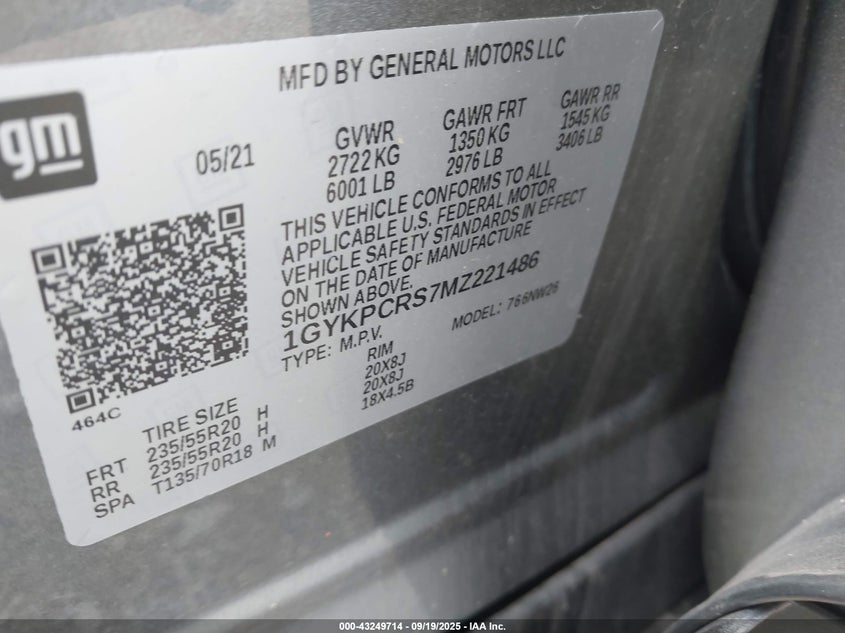 MFD BY GENERAL MOTORS LLC
gm
05/21
GVWR
2722 KG
6001 LB
GAWR FRT
1350 KG
2976 LB
GAWR RR
1545 KG
3406 LB
THIS VEHICLE CONFORMS TO ALL
APPLICABLE U.S. FEDERAL MOTOR
VEHICLE SAFETY STANDARDS IN EFFECT
ON THE DATE OF MANUFACTURE
SHOWN ABOVE.
1GYKPCRS7MZ221486
TYPE: M.P.V.
MODEL: 766NW26
464C
TIRE SIZE
RIM
FRT 235/55R20 H 20X8J
RR 235/55R20 H 20X8J
SPA T135/70R18 M 18X4.5B
000-43249714 - 09/19/2025 - IAA Inc.